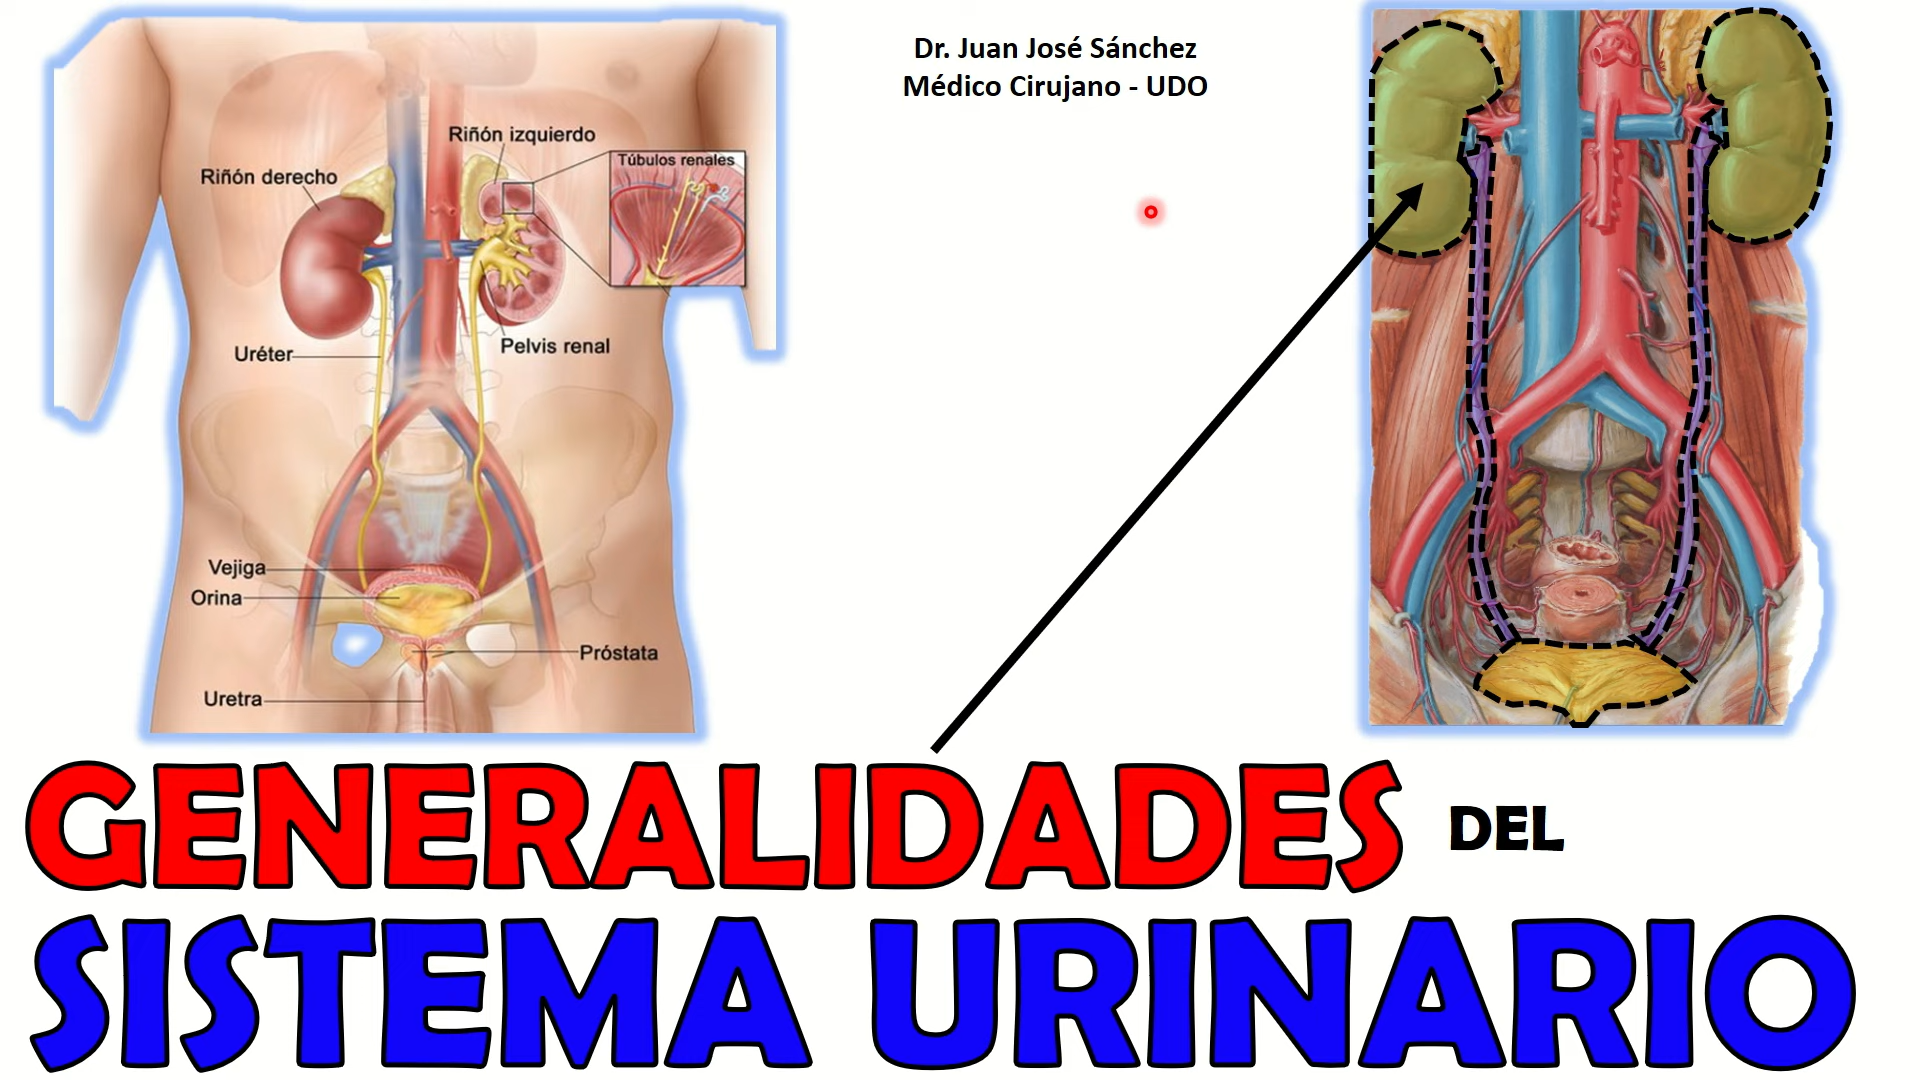 Dr. Juan José Sánchez
Médico Cirujano - UDO
Riñón izquierdo
Túbulos renales
Riñón derecho
Uréter
Pelvis renal
Vejiga
Orina
Próstata
Uretra
GENERALIDADES DEL
SISTEMA URINARIO